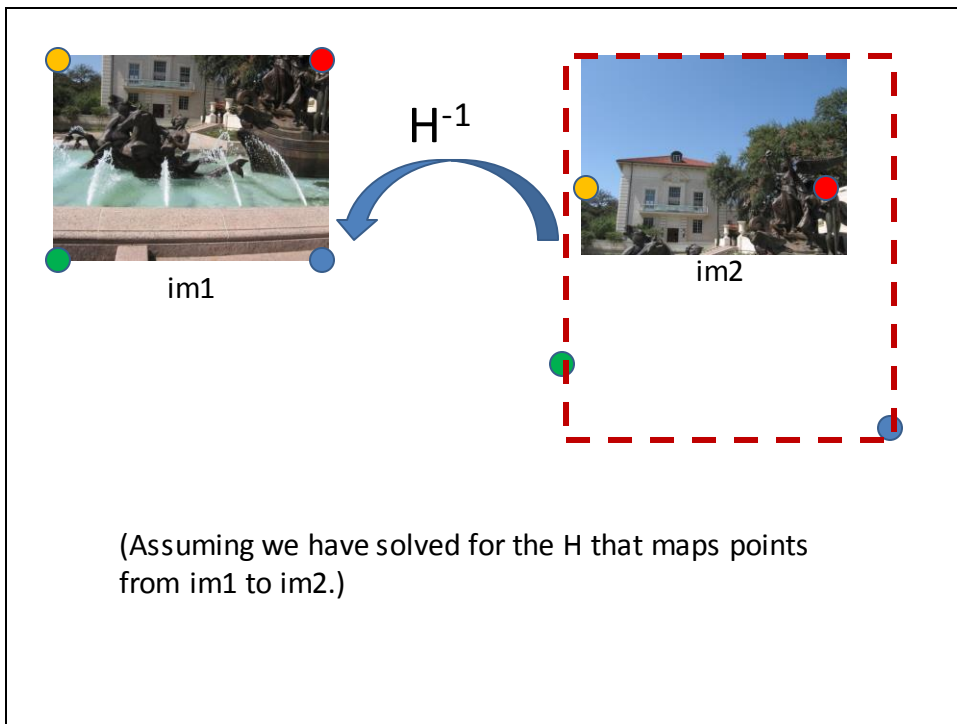 H-1
im1
im2
(Assuming we have solved for the H that maps points
from im1 to im2.)